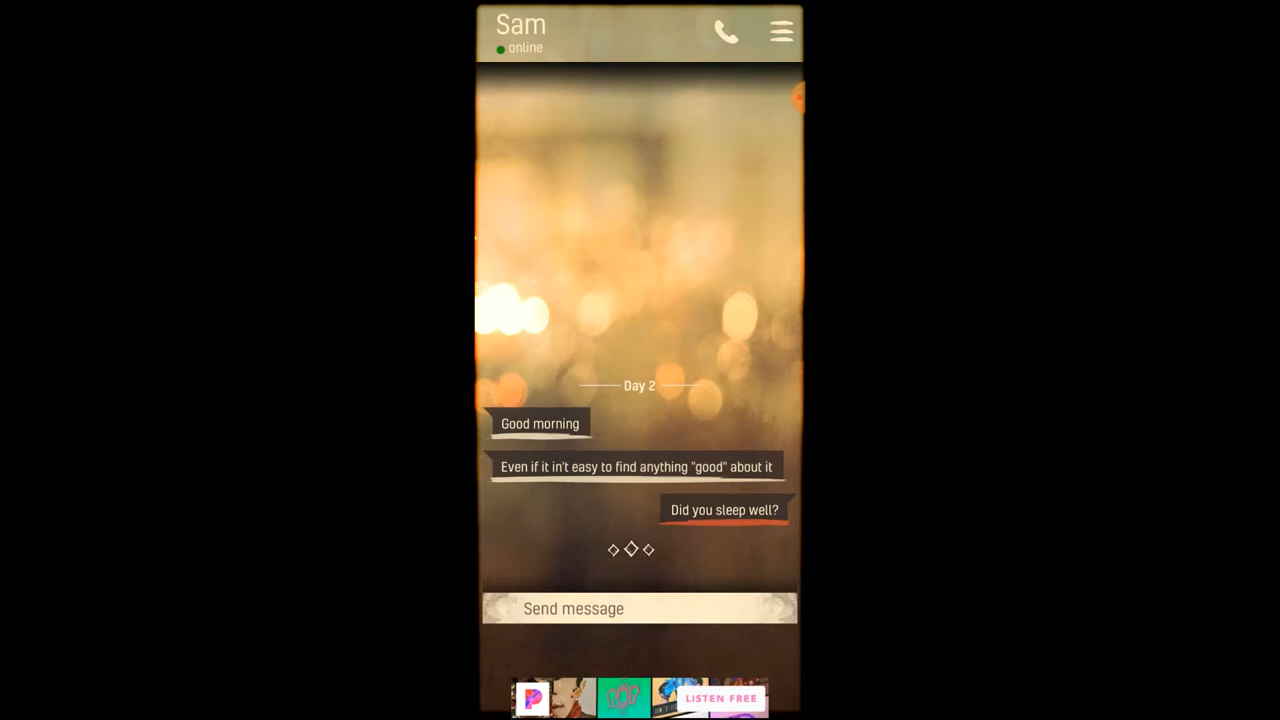 Sam
online
Day 2
Good morning
Even if it in't easy to find anything "good" about it
Did you sleep well?
Send message
LISTEN FREE